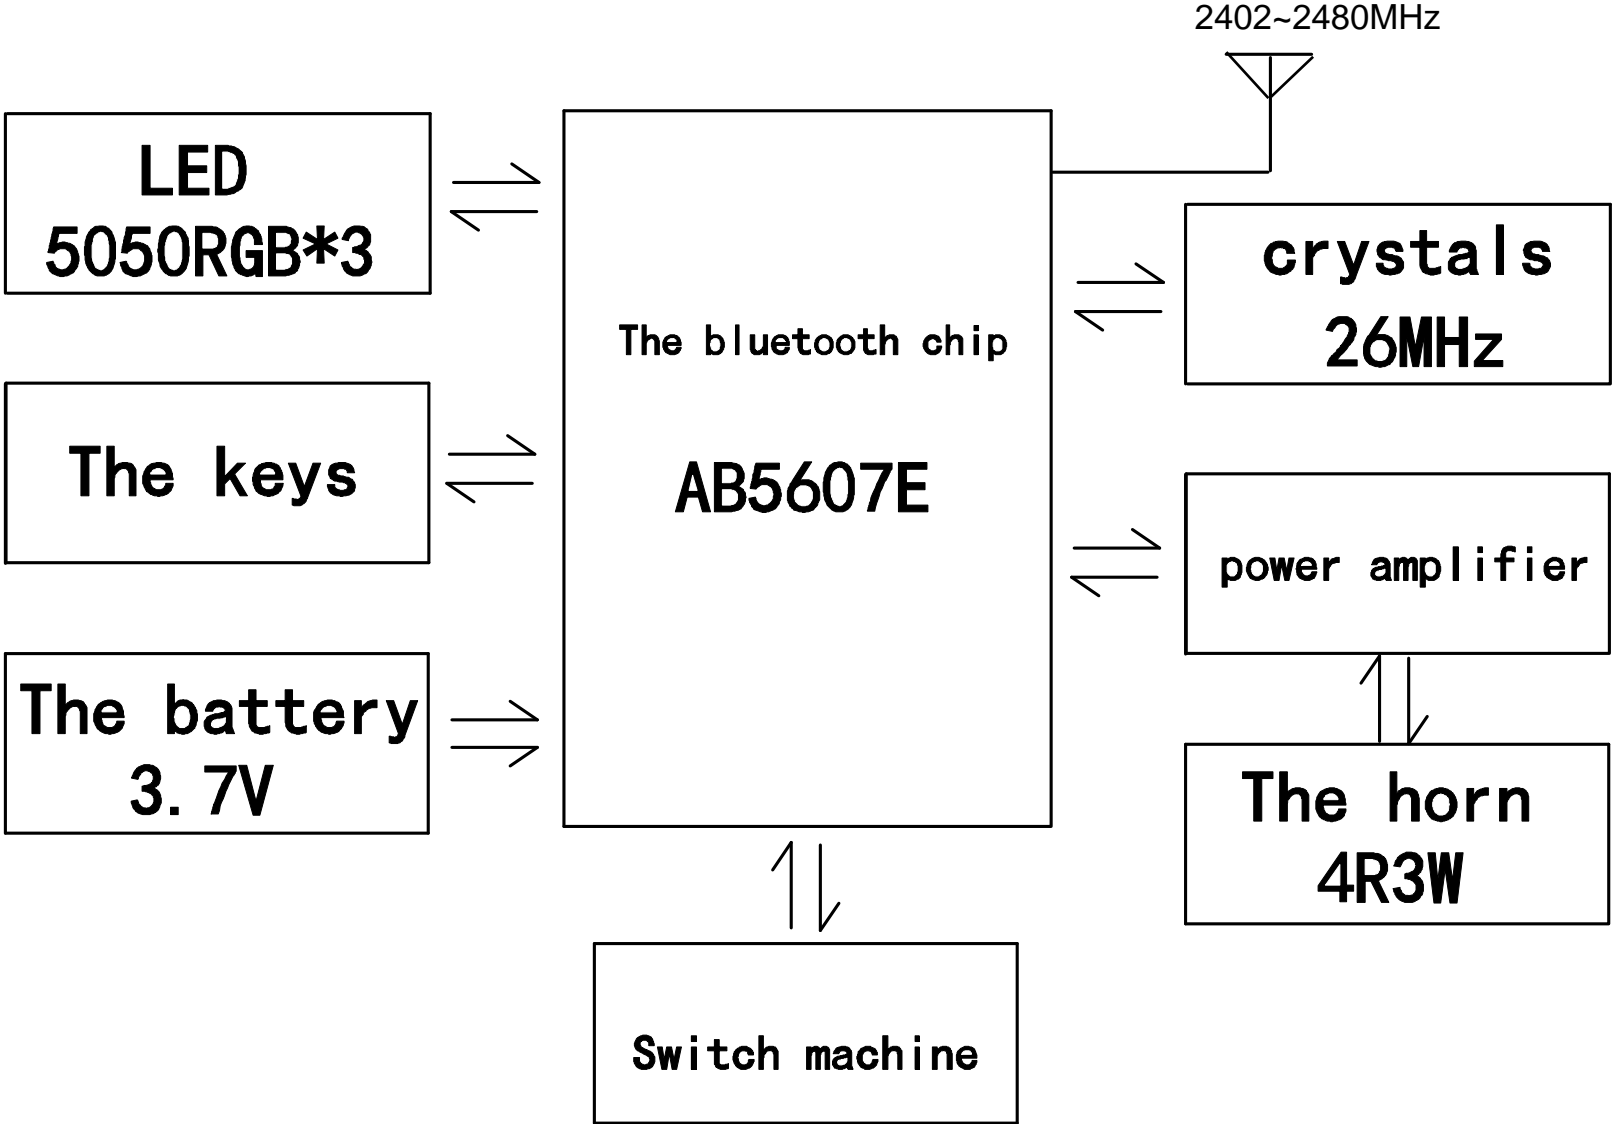 2402~2480MHz
LED
5050RGB*3
The bluetooth chip
AB5607E
crystals
26MHz
The keys
power amplifier
The battery
3.7V
The horn
4R3W
Switch machine